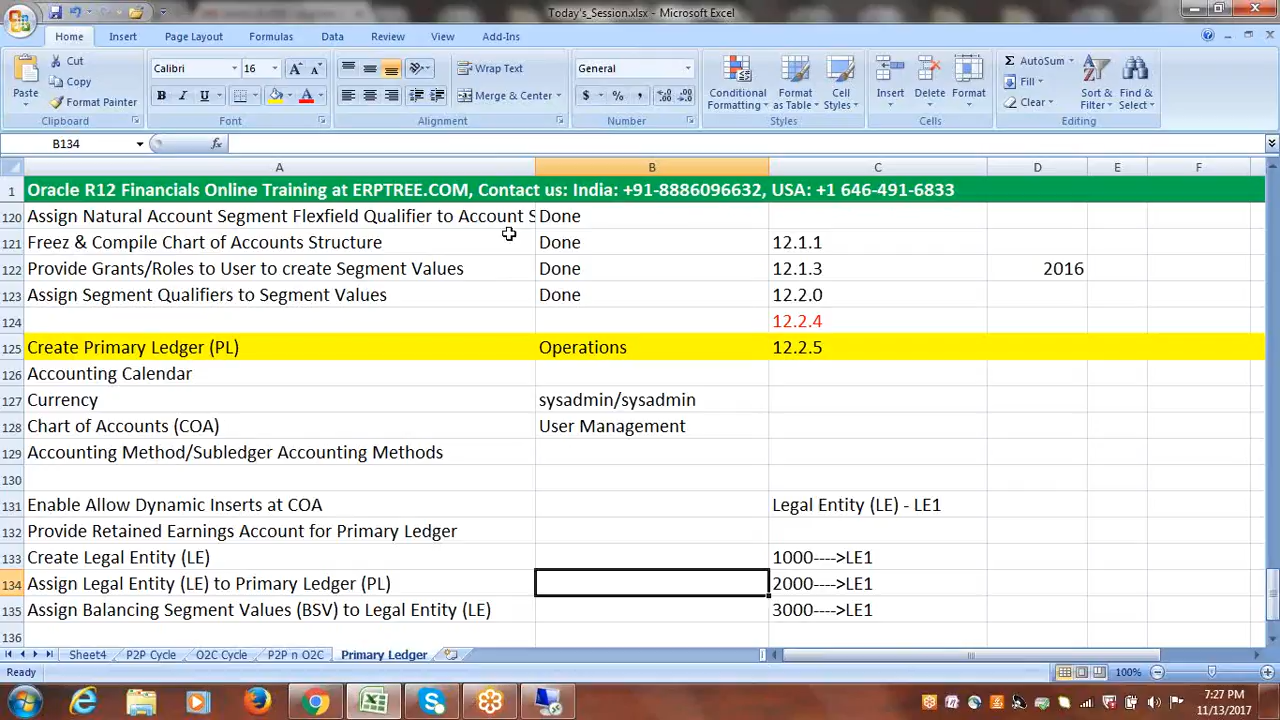 Today's_Session.xlsx - Microsoft Excel
Home Insert Page Layout Formulas Data Review View Add-Ins
Paste Cut Copy Format Painter Clipboard
Calibri 16 B I U A A A Font
Wrap Text Merge & Center Alignment
General $ % , Number
Conditional Formatting Format as Table Cell Styles Styles
Insert Delete Format Cells
Σ AutoSum Fill Clear Sort & Filter Find & Select Editing
B134 fx
A B C D E F
1 Oracle R12 Financials Online Training at ERPTREE.COM, Contact us: India: +91-8886096632, USA: +1 646-491-6833
120 Assign Natural Account Segment Flexfield Qualifier to Account S Done
121 Freez & Compile Chart of Accounts Structure Done 12.1.1
122 Provide Grants/Roles to User to create Segment Values Done 12.1.3 2016
123 Assign Segment Qualifiers to Segment Values Done 12.2.0
124 12.2.4
125 Create Primary Ledger (PL) Operations 12.2.5
126 Accounting Calendar
127 Currency sysadmin/sysadmin
128 Chart of Accounts (COA) User Management
129 Accounting Method/Subledger Accounting Methods
130
131 Enable Allow Dynamic Inserts at COA Legal Entity (LE) - LE1
132 Provide Retained Earnings Account for Primary Ledger
133 Create Legal Entity (LE) 1000---->LE1
134 Assign Legal Entity (LE) to Primary Ledger (PL) 2000---->LE1
135 Assign Balancing Segment Values (BSV) to Legal Entity (LE) 3000---->LE1
136
Sheet4 P2P Cycle O2C Cycle P2P n O2C Primary Ledger
Ready 100%
7:27 PM
11/13/2017